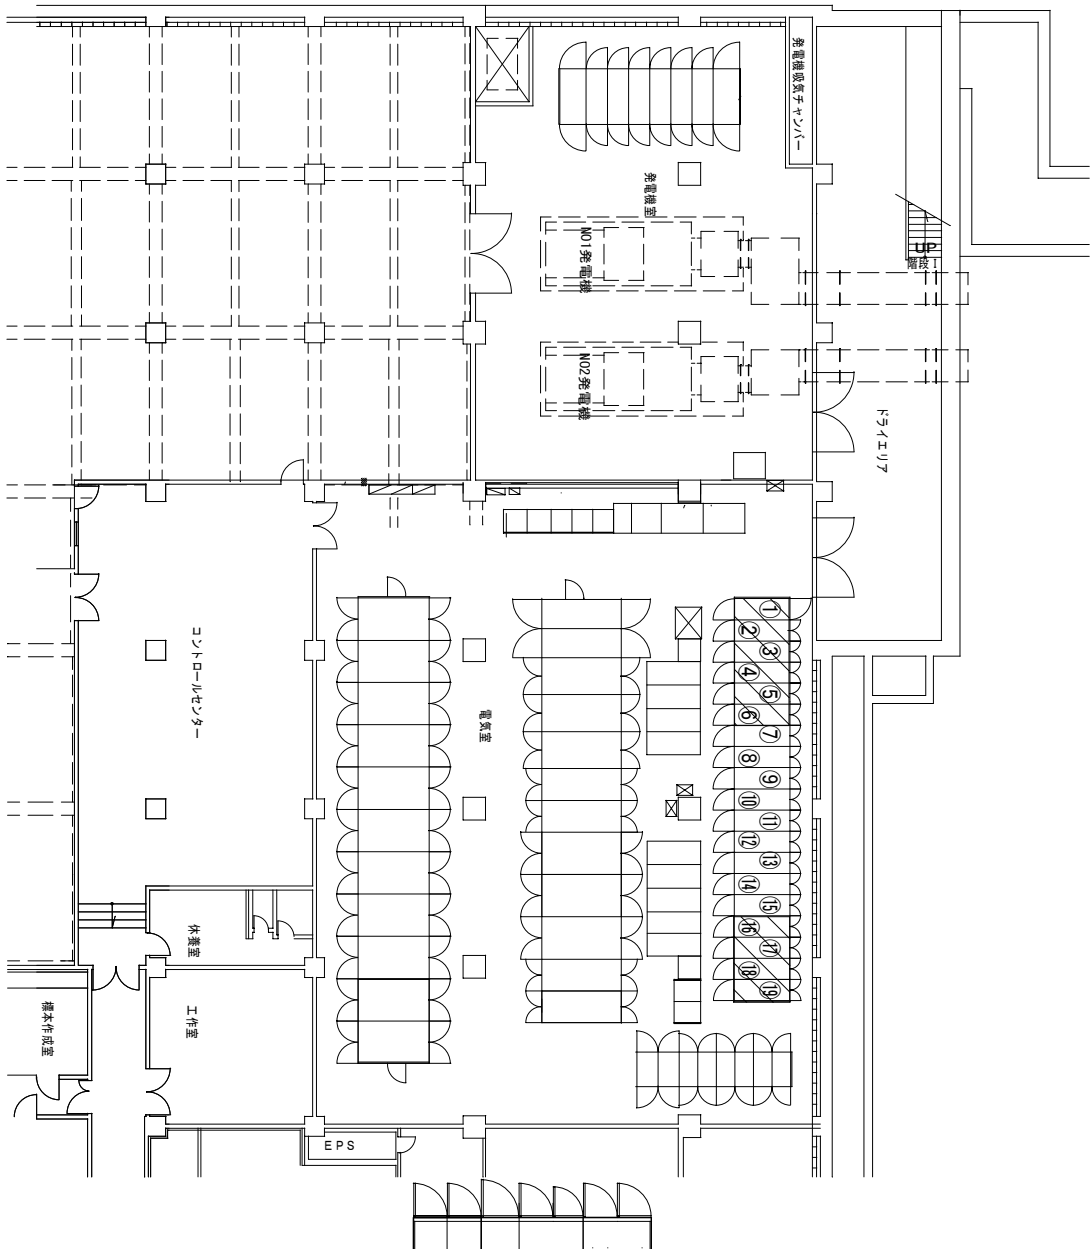 発電機吸気チャンバー
発電機室
NO1発電機
UP
階段 I
NO2発電機
ドライエリア
①
②
③
④
⑤
⑥
⑦
⑧
⑨
⑩
⑪
⑫
⑬
⑭
⑮
⑯
⑰
⑱
⑲
コントロールセンター
電気室
休養室
工作室
標本作成室
EPS